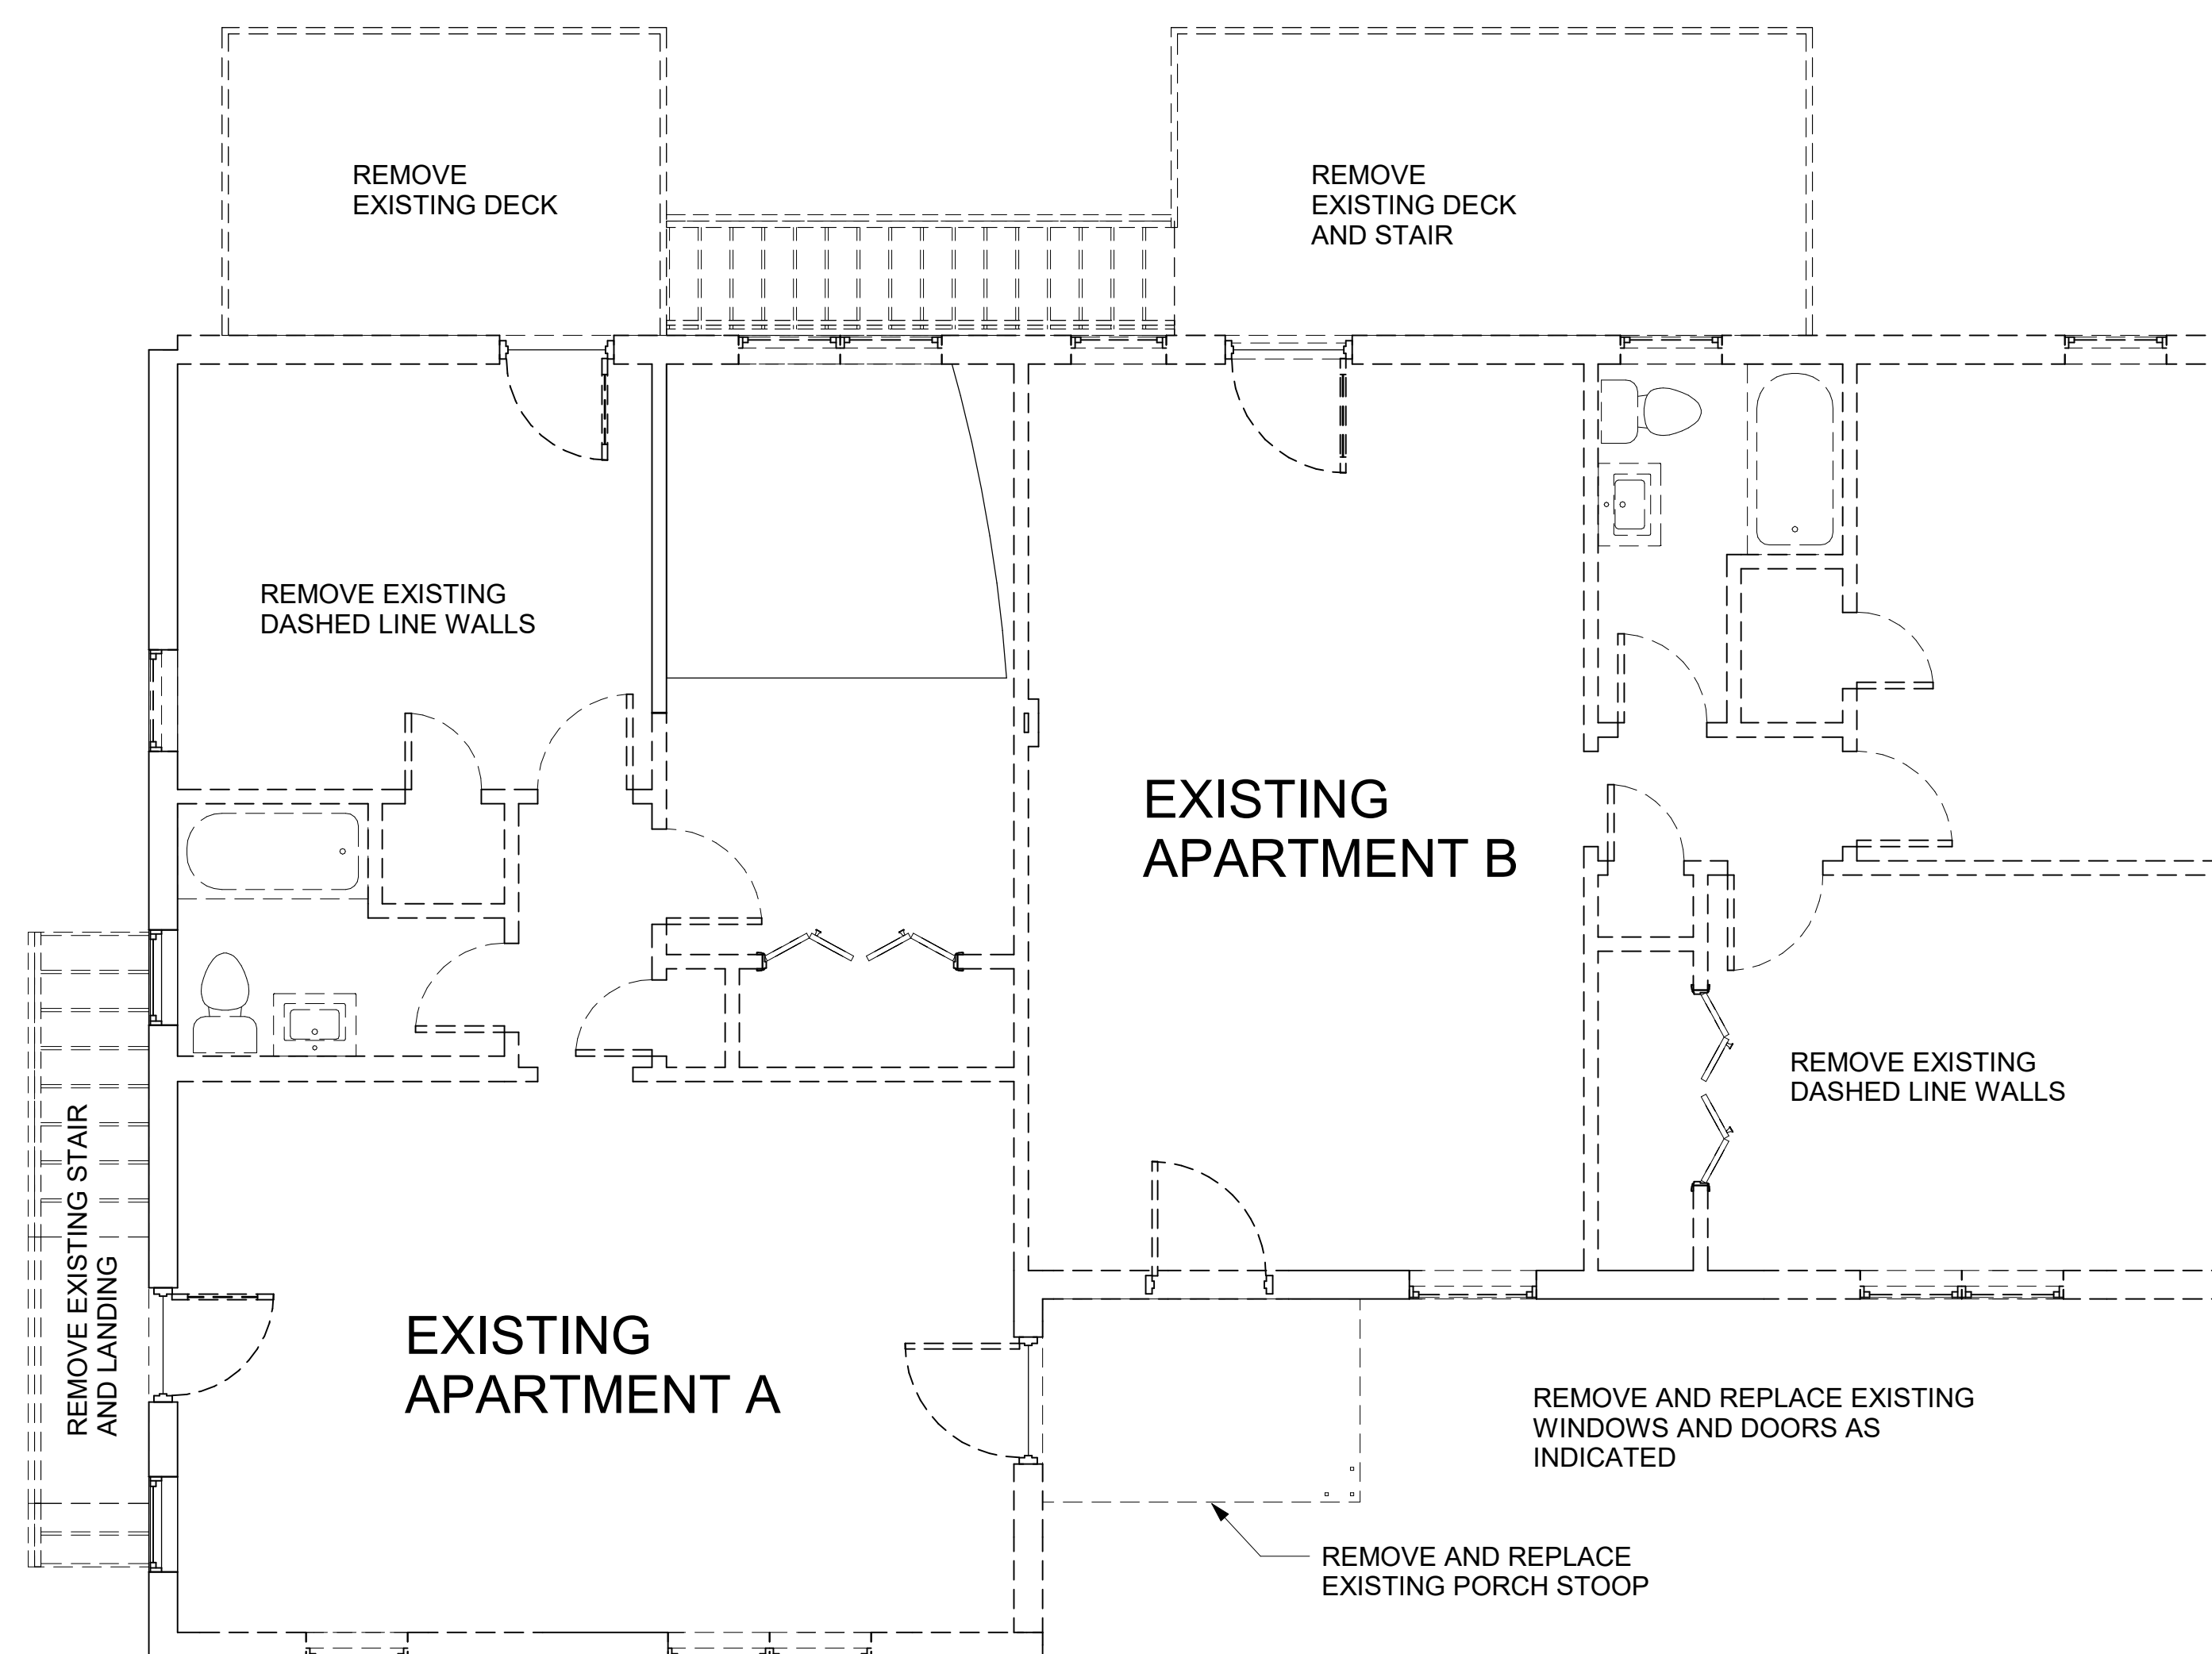 REMOVE
EXISTING DECK
REMOVE
EXISTING DECK
AND STAIR
REMOVE EXISTING
DASHED LINE WALLS
EXISTING
APARTMENT B
REMOVE EXISTING
DASHED LINE WALLS
REMOVE EXISTING STAIR
AND LANDING
EXISTING
APARTMENT A
REMOVE AND REPLACE EXISTING
WINDOWS AND DOORS AS
INDICATED
REMOVE AND REPLACE
EXISTING PORCH STOOP